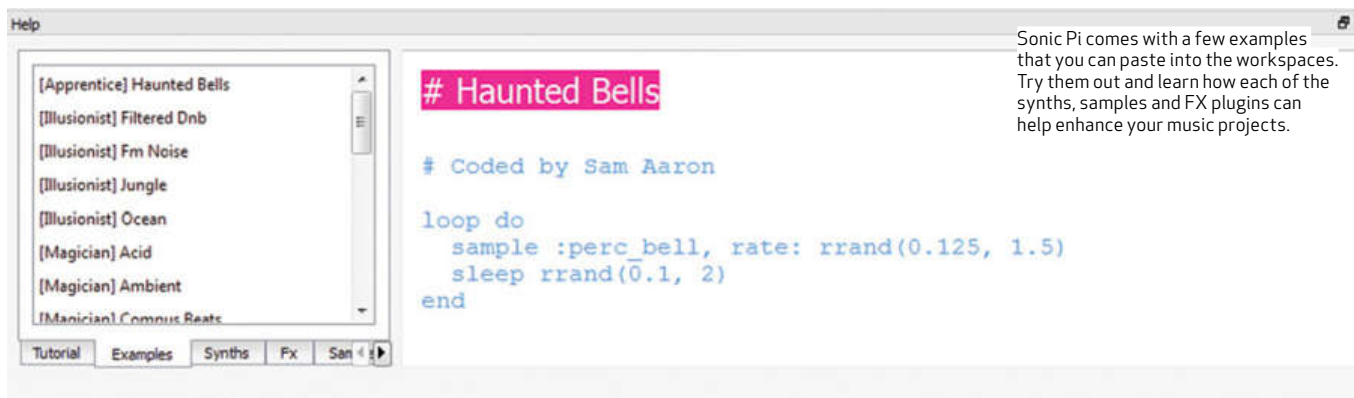 Help
Sonic Pi comes with a few examples
that you can paste into the workspaces.
Try them out and learn how each of the
synths, samples and FX plugins can
help enhance your music projects.
[Apprentice] Haunted Bells
[Illusionist] Filtered Dnb
[Illusionist] Fm Noise
[Illusionist] Jungle
[Illusionist] Ocean
[Magician] Acid
[Magician] Ambient
[Magician] Compus Beats
Tutorial Examples Synths Fx
# Haunted Bells
# Coded by Sam Aaron
loop do
sample :perc_bell, rate: rrand(0.125, 1.5)
sleep rrand(0.1, 2)
end